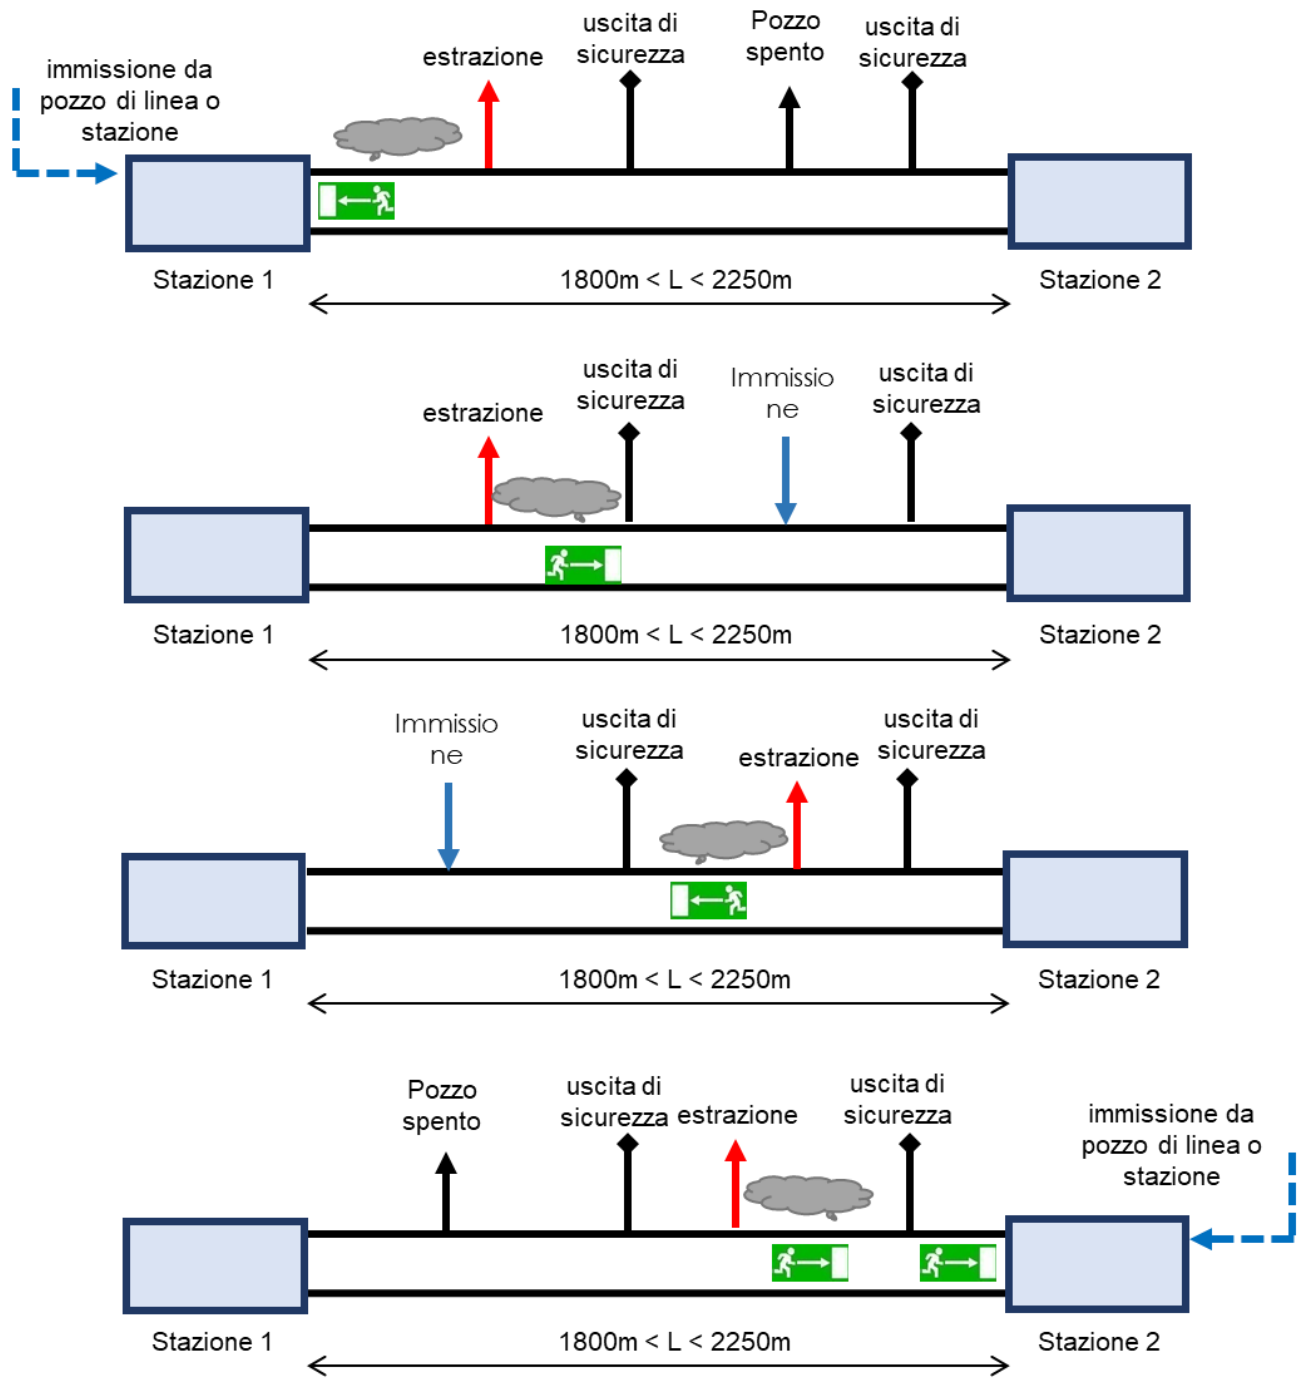 immissione da
pozzo di linea o
stazione
estrazione
uscita di
sicurezza
Pozzo
spento
uscita di
sicurezza
Stazione 1
1800m < L < 2250m
Stazione 2
estrazione
uscita di
sicurezza
Immissio
ne
uscita di
sicurezza
Stazione 1
1800m < L < 2250m
Stazione 2
Immissio
ne
uscita di
sicurezza
estrazione
uscita di
sicurezza
Stazione 1
1800m < L < 2250m
Stazione 2
Pozzo
spento
uscita di
sicurezza
estrazione
uscita di
sicurezza
immissione da
pozzo di linea o
stazione
Stazione 1
1800m < L < 2250m
Stazione 2